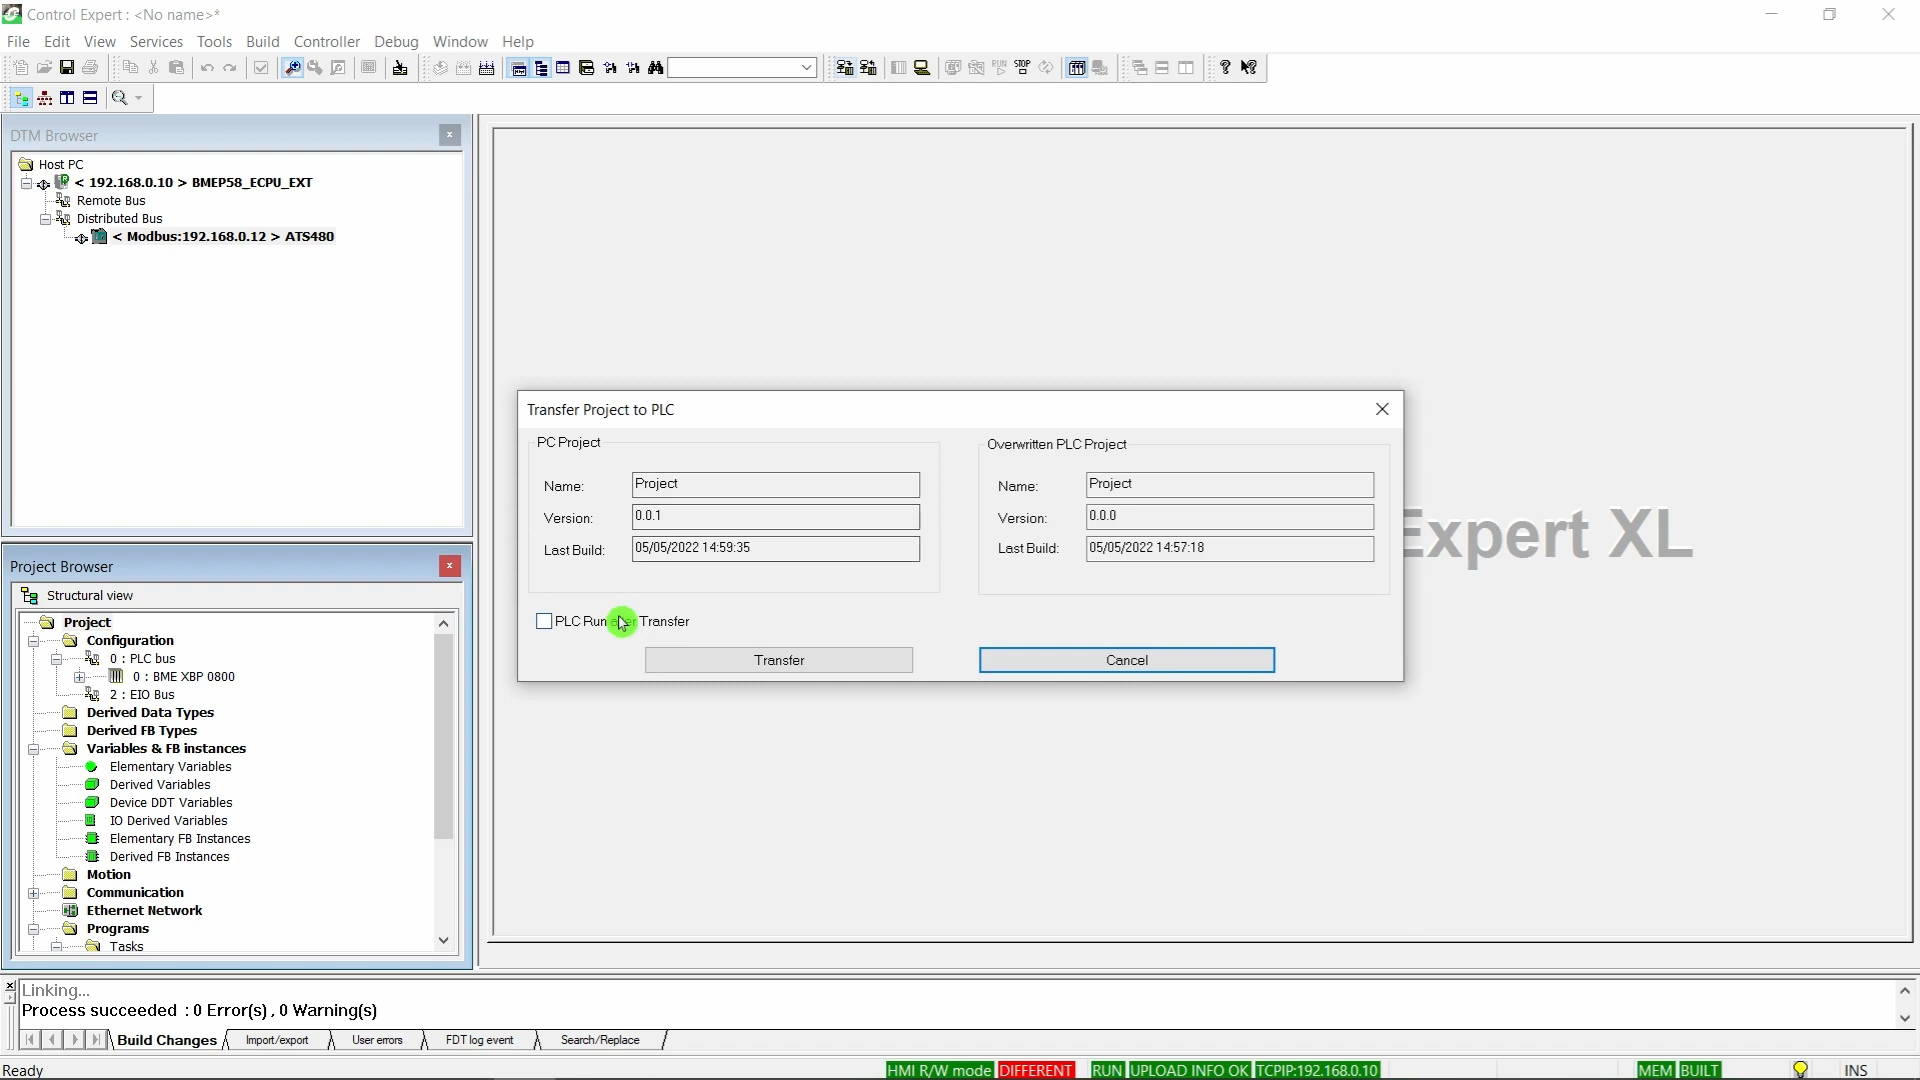 Control Expert : <No name>*
File Edit View Services Tools Build Controller Debug Window Help
RUN STOP
DTM Browser
Host PC
< 192.168.0.10 > BMEP58_ECPU_EXT
Remote Bus
Distributed Bus
< Modbus:192.168.0.12 > ATS480
Expert XL
Transfer Project to PLC
PC Project
Name: Project
Version: 0.0.1
Last Build: 05/05/2022 14:59:35
Overwritten PLC Project
Name: Project
Version: 0.0.0
Last Build: 05/05/2022 14:57:18
PLC Run Transfer
Transfer
Cancel
Project Browser
Structural view
Project
Configuration
0 : PLC bus
0 : BME XBP 0800
2 : EIO Bus
Derived Data Types
Derived FB Types
Variables & FB instances
Elementary Variables
Derived Variables
Device DDT Variables
IO Derived Variables
Elementary FB Instances
Derived FB Instances
Motion
Communication
Ethernet Network
Programs
Tasks
Linking...
Process succeeded : 0 Error(s) , 0 Warning(s)
Build Changes Import/export User errors FDT log event Search/Replace
Ready HMI R/W mode DIFFERENT RUN UPLOAD INFO OK TCPIP:192.168.0.10 MEM BUILT INS